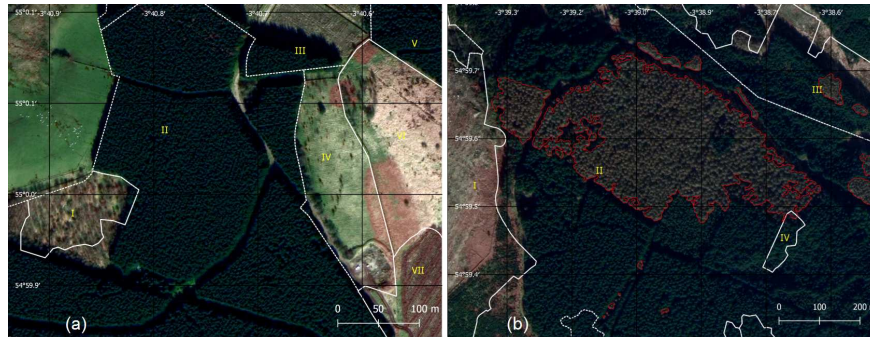 -3°40.9' -3°40.8' -3°40.7' -3°40.6'
55°0.1'
V
III
55°0.1'
II
VI
IV
55°0.0'
I
VII
54°59.9'
0 50 100 m
(a)
-3°39.3' -3°39.2' -3°39.0' -3°38.9' -3°38.7' -3°38.6'
54°59.7'
III
54°59.6'
II
I
54°59.5'
IV
54°59.4'
0 100 200
(b)